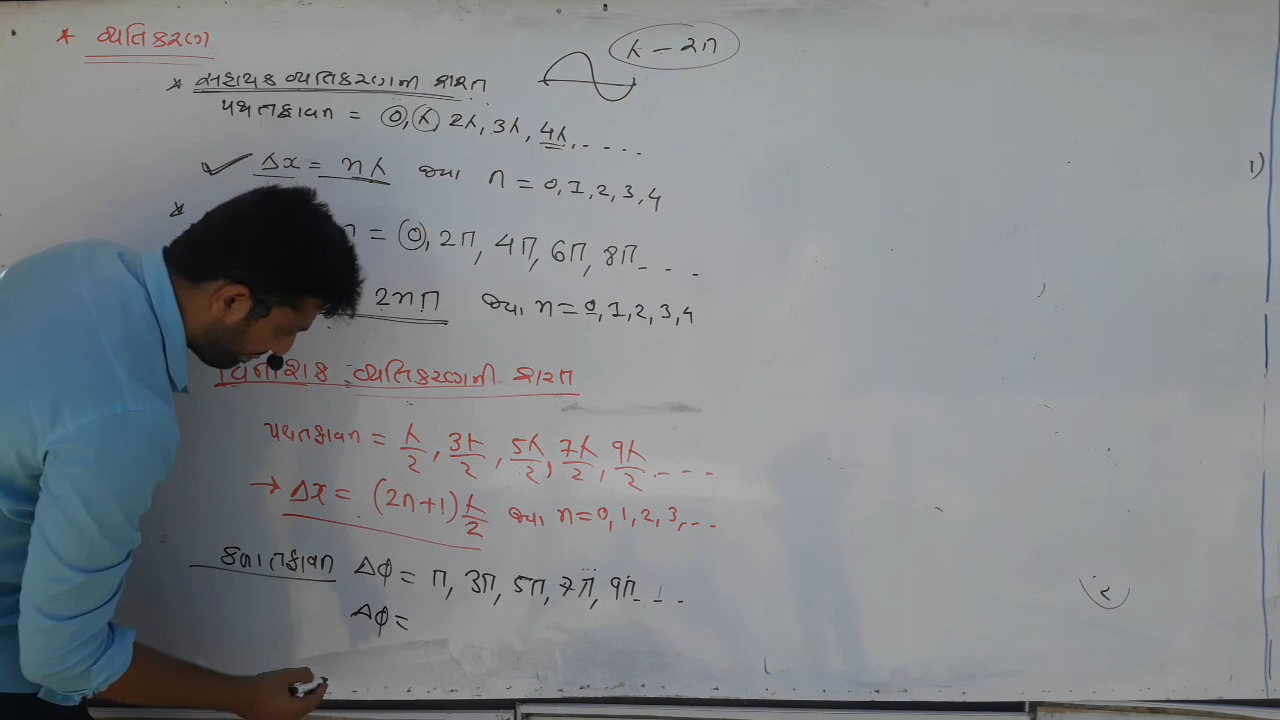 * વ્યતિકરણ
λ - 2π
* સહાયક વ્યતિકરણની શરત
પથતફાવત = 0, λ, 2λ, 3λ, 4λ, . . . .
✓ Δx = nλ જ્યાં n = 0, 1, 2, 3, 4
1)
*
= 0, 2π, 4π, 6π, 8π - - -
2nπ જ્યાં n = 0, 1, 2, 3, 4
વિનાશક વ્યતિકરણની શરત
પથતફાવત = λ/2, 3λ/2, 5λ/2, 7λ/2, 9λ/2, - - -
→ Δx = (2n+1) λ/2 જ્યાં n = 0, 1, 2, 3, ...
કળાતફાવત Δφ = π, 3π, 5π, 7π, 9π - - -
Δφ =